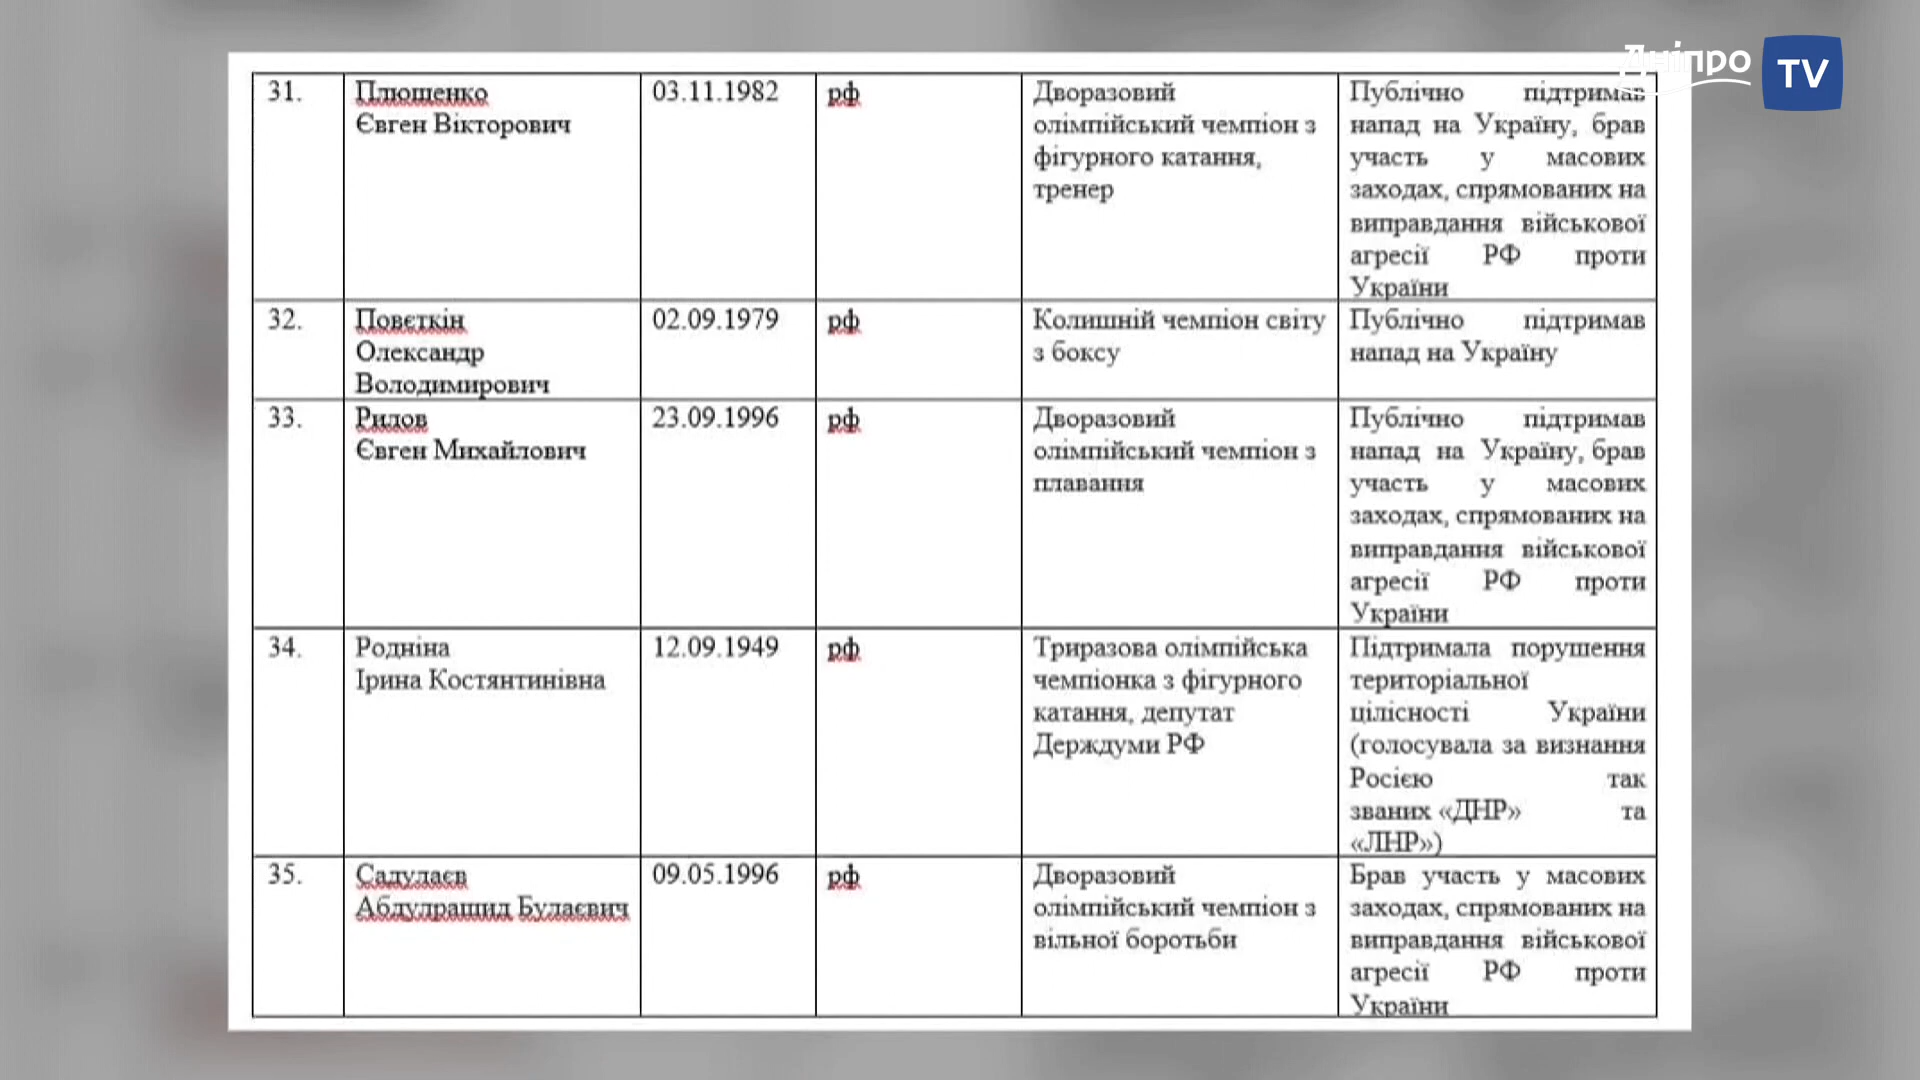 Дніпро TV
31.
Плющенко
Євген Вікторович
03.11.1982
рф
Дворазовий
олімпійський чемпіон з
фігурного катання,
тренер
Публічно підтримав
напад на Україну, брав
участь у масових
заходах, спрямованих на
виправдання військової
агресії РФ проти
України
32.
Повєткін
Олександр
Володимирович
02.09.1979
рф
Колишній чемпіон світу
з боксу
Публічно підтримав
напад на Україну
33.
Рилов
Євген Михайлович
23.09.1996
рф
Дворазовий
олімпійський чемпіон з
плавання
Публічно підтримав
напад на Україну, брав
участь у масових
заходах, спрямованих на
виправдання військової
агресії РФ проти
України
34.
Родніна
Ірина Костянтинівна
12.09.1949
рф
Триразова олімпійська
чемпіонка з фігурного
катання, депутат
Держдуми РФ
Підтримала порушення
територіальної
цілісності України
(голосувала за визнання
Росією так
званих «ДНР» та
«ЛНР»)
35.
Садулаєв
Абдулрашид Булаєвич
09.05.1996
рф
Дворазовий
олімпійський чемпіон з
вільної боротьби
Брав участь у масових
заходах, спрямованих на
виправдання військової
агресії РФ проти
України